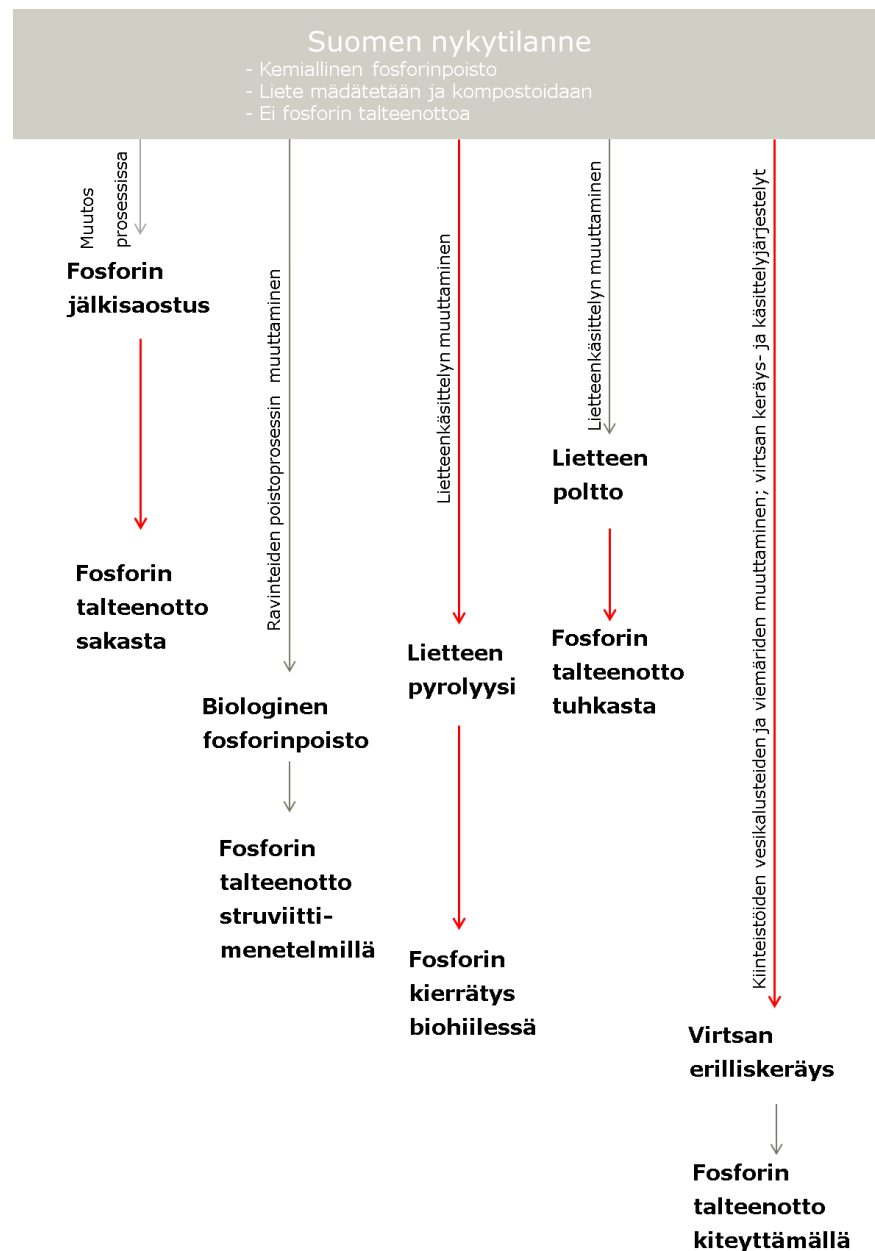 Suomen nykytilanne
- Kemiallinen fosforinpoisto
- Liete mädätetään ja kompostoidaan
- Ei fosforin talteenottoa
Muutos
prosessissa
Fosforin
jälkisaostus
Fosforin
talteenotto
sakasta
Ravinteiden poistoprosessin muuttaminen
Biologinen
fosforinpoisto
Fosforin
talteenotto
struviitti-
menetelmillä
Lietteenkäsittelyn muuttaminen
Lietteen
pyrolyysi
Fosforin
kierrätys
biohiilessä
Lietteenkäsittelyn muuttaminen
Lietteen
poltto
Fosforin
talteenotto
tuhkasta
Kiinteistöiden vesikalusteiden ja viemäriden muuttaminen; virtsan keräys- ja käsittelyjärjestelyt
Virtsan
erilliskeräys
Fosforin
talteenotto
kiteyttämällä